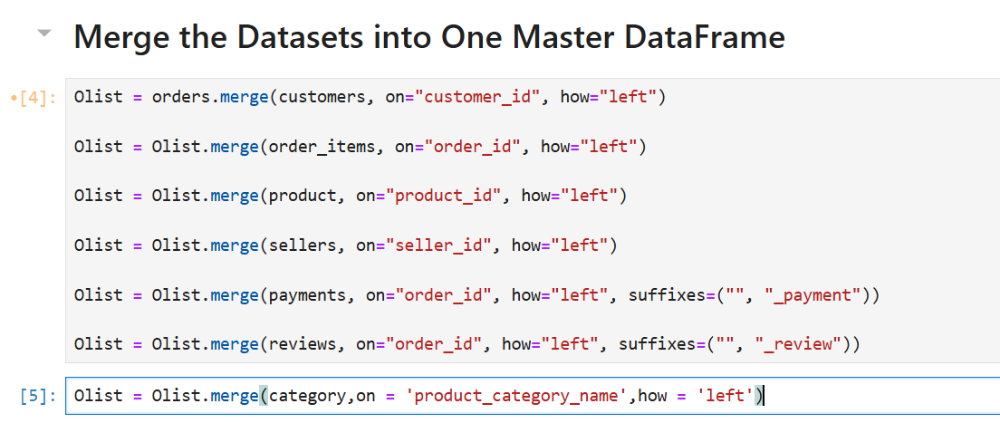 Merge the Datasets into One Master DataFrame
[4]: Olist = orders.merge(customers, on="customer_id", how="left")
Olist = Olist.merge(order_items, on="order_id", how="left")
Olist = Olist.merge(product, on="product_id", how="left")
Olist = Olist.merge(sellers, on="seller_id", how="left")
Olist = Olist.merge(payments, on="order_id", how="left", suffixes=("", "_payment"))
Olist = Olist.merge(reviews, on="order_id", how="left", suffixes=("", "_review"))
[5]: Olist = Olist.merge(category,on = 'product_category_name',how = 'left')